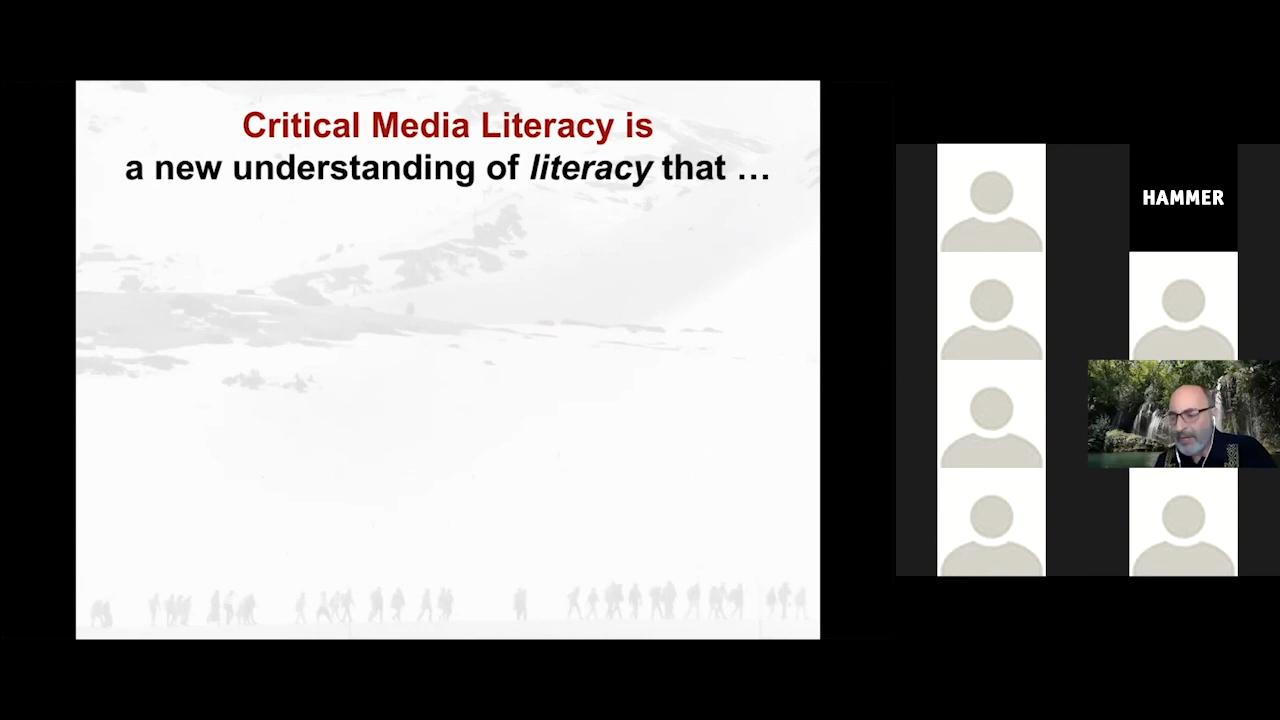 Critical Media Literacy is
a new understanding of literacy that …
HAMMER